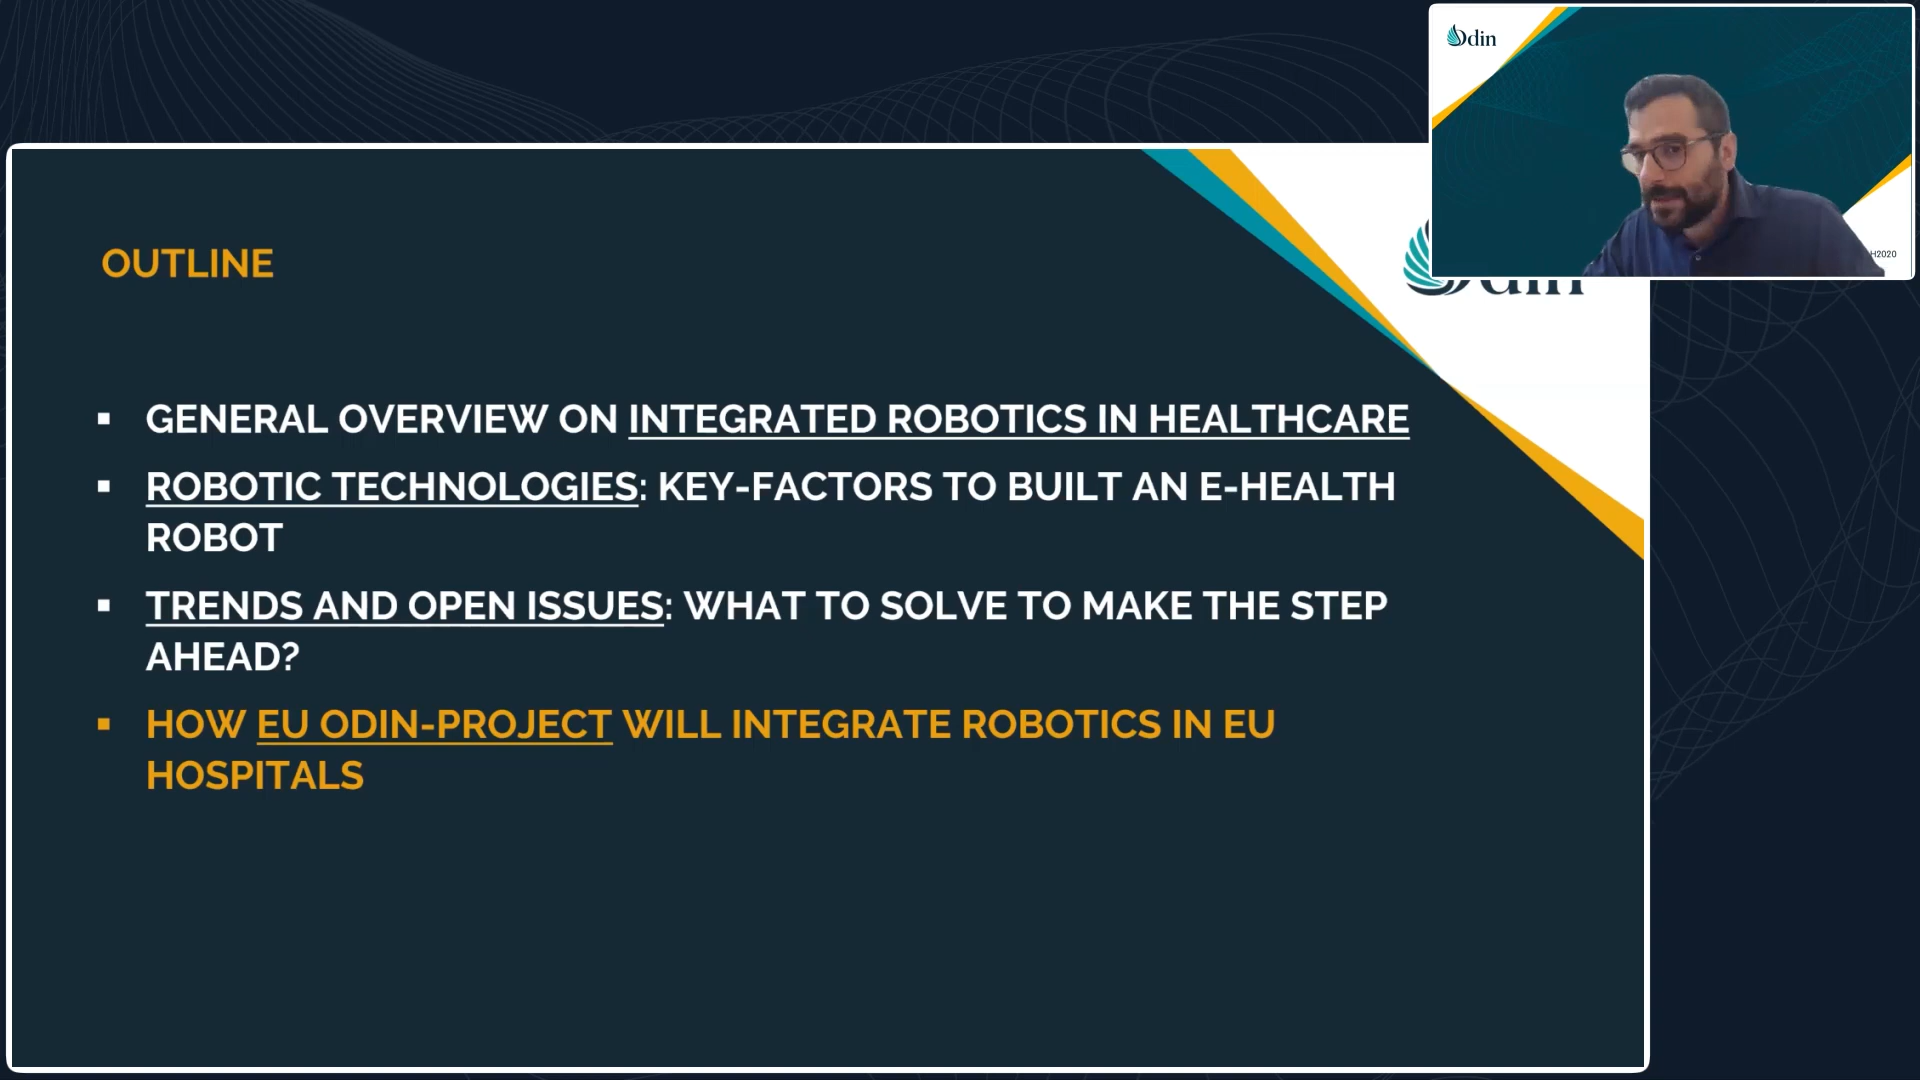 Odin
H2020
Odin
OUTLINE
▪ GENERAL OVERVIEW ON INTEGRATED ROBOTICS IN HEALTHCARE
▪ ROBOTIC TECHNOLOGIES: KEY-FACTORS TO BUILT AN E-HEALTH
ROBOT
▪ TRENDS AND OPEN ISSUES: WHAT TO SOLVE TO MAKE THE STEP
AHEAD?
▪ HOW EU ODIN-PROJECT WILL INTEGRATE ROBOTICS IN EU
HOSPITALS